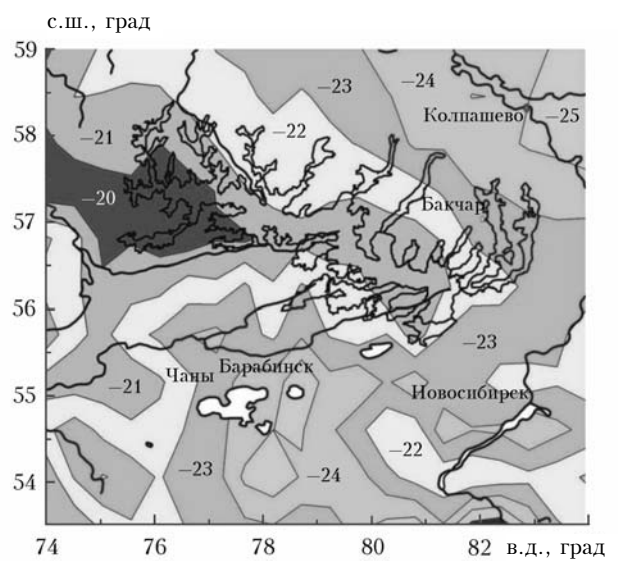 с.ш., град
59
−23
−24
Колпашево
−25
58
−21
−22
−20
Бакчар
57
56
−23
Чаны
Барабинск
−21
Новосибирск
55
−22
−23
−24
54
74 76 78 80 82 в.д., град